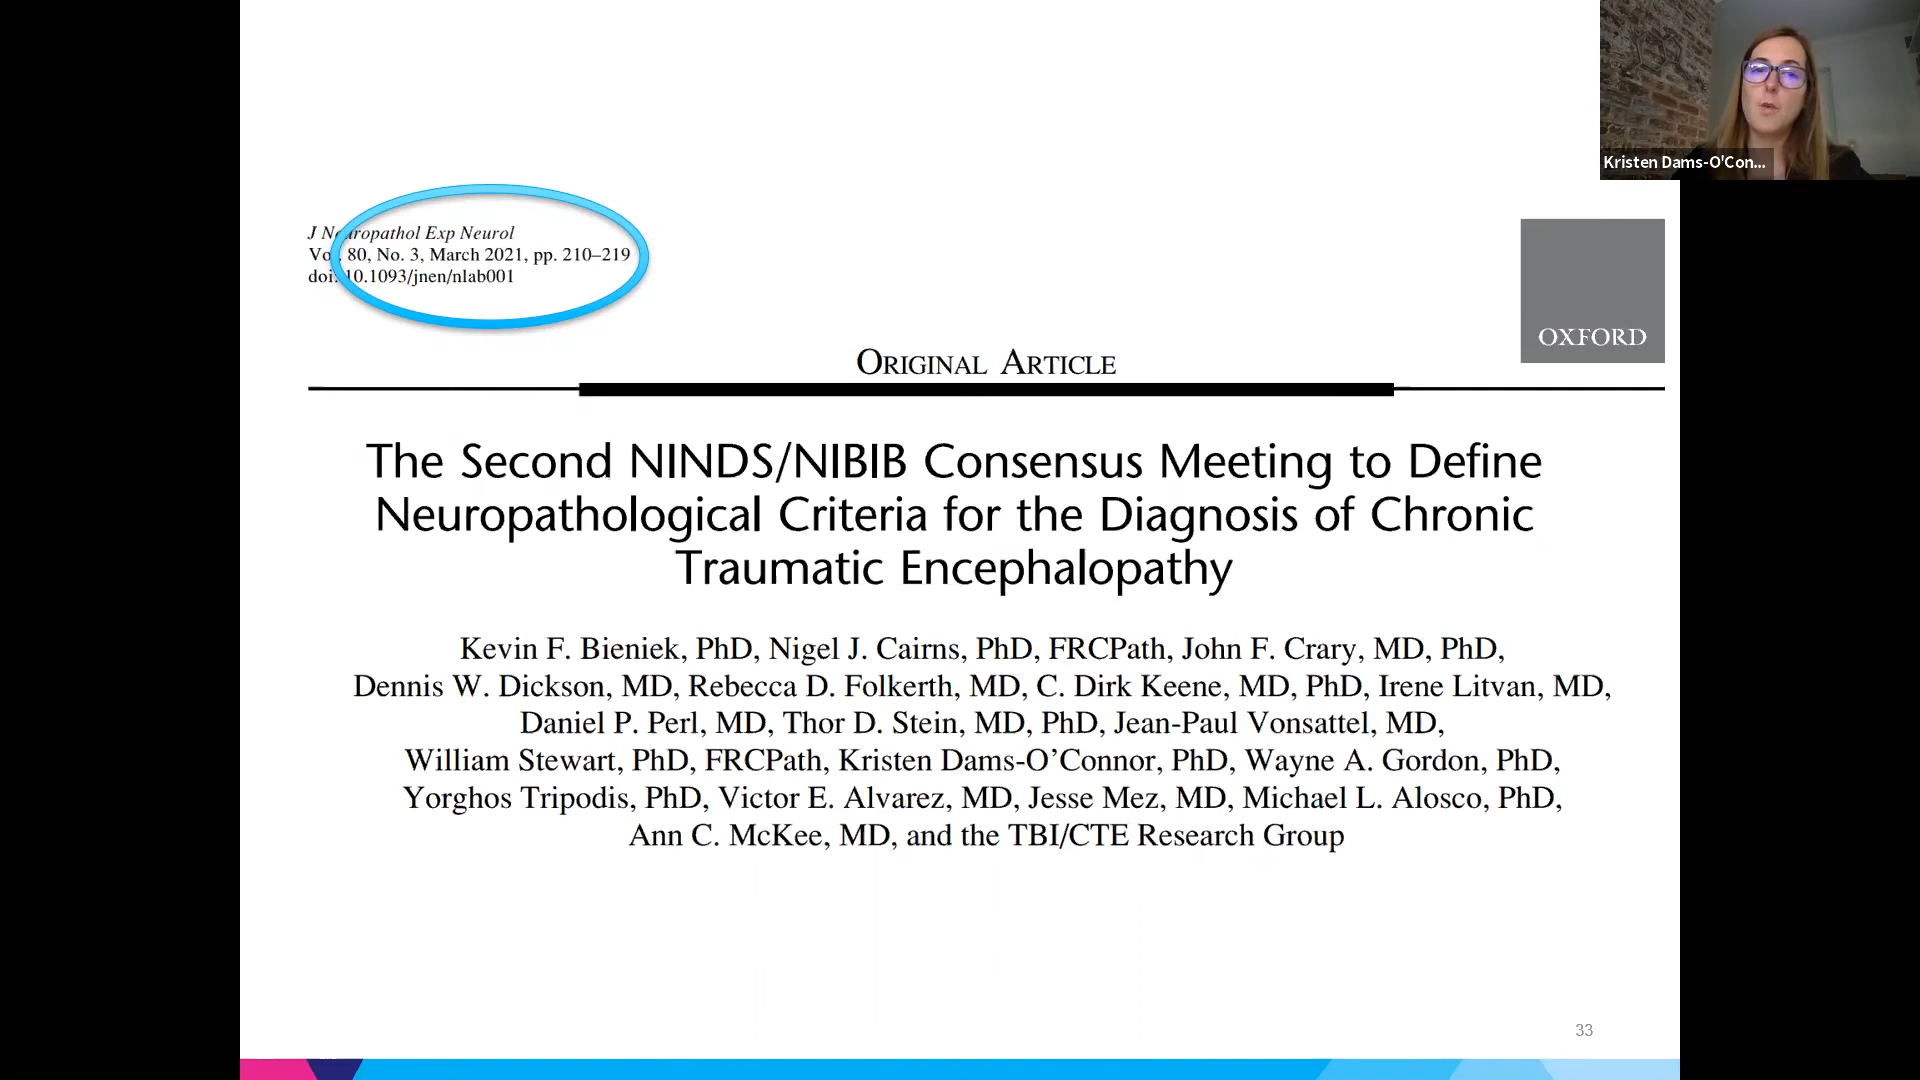 Kristen Dams-O'Con...
J Neuropathol Exp Neurol
Vol. 80, No. 3, March 2021, pp. 210–219
doi: 10.1093/jnen/nlab001
OXFORD
ORIGINAL ARTICLE
The Second NINDS/NIBIB Consensus Meeting to Define
Neuropathological Criteria for the Diagnosis of Chronic
Traumatic Encephalopathy
Kevin F. Bieniek, PhD, Nigel J. Cairns, PhD, FRCPath, John F. Crary, MD, PhD,
Dennis W. Dickson, MD, Rebecca D. Folkerth, MD, C. Dirk Keene, MD, PhD, Irene Litvan, MD,
Daniel P. Perl, MD, Thor D. Stein, MD, PhD, Jean-Paul Vonsattel, MD,
William Stewart, PhD, FRCPath, Kristen Dams-O’Connor, PhD, Wayne A. Gordon, PhD,
Yorghos Tripodis, PhD, Victor E. Alvarez, MD, Jesse Mez, MD, Michael L. Alosco, PhD,
Ann C. McKee, MD, and the TBI/CTE Research Group
33